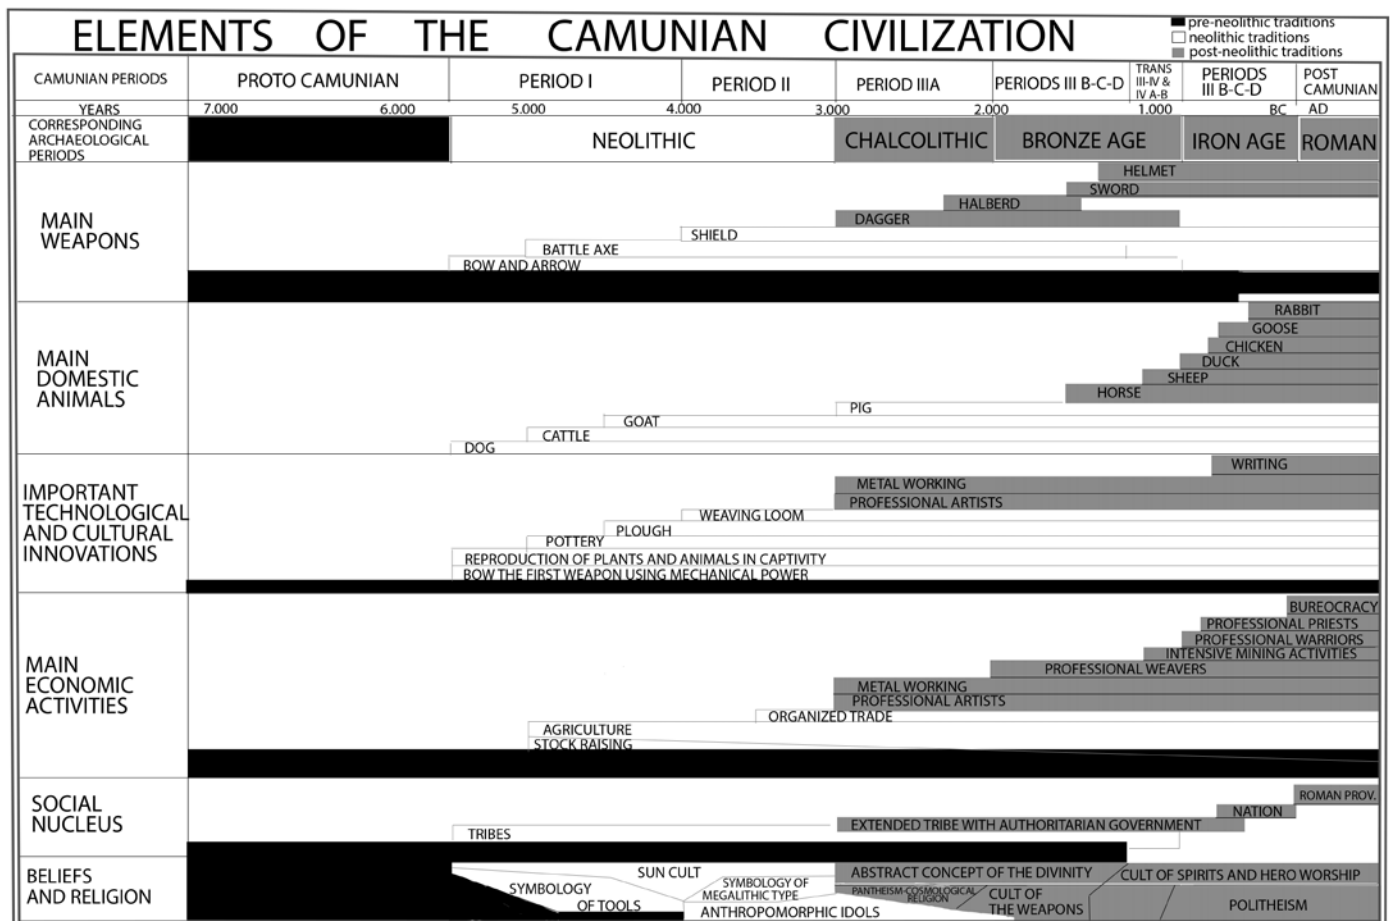 ELEMENTS OF THE CAMUNIAN CIVILIZATION
pre-neolithic traditions
neolithic traditions
post-neolithic traditions
CAMUNIAN PERIODS
PROTO CAMUNIAN
PERIOD I
PERIOD II
PERIOD IIIA
PERIODS III B-C-D
TRANS
III-IV &
IV A-B
PERIODS
III B-C-D
POST
CAMUNIAN
YEARS
7.000
6.000
5.000
4.000
3.000
2.000
1.000
BC
AD
CORRESPONDING
ARCHAEOLOGICAL
PERIODS
NEOLITHIC
CHALCOLITHIC
BRONZE AGE
IRON AGE
ROMAN
MAIN
WEAPONS
HELMET
SWORD
HALBERD
DAGGER
SHIELD
BATTLE AXE
BOW AND ARROW
MAIN
DOMESTIC
ANIMALS
RABBIT
GOOSE
CHICKEN
DUCK
SHEEP
HORSE
PIG
GOAT
CATTLE
DOG
IMPORTANT
TECHNOLOGICAL
AND CULTURAL
INNOVATIONS
WRITING
METAL WORKING
PROFESSIONAL ARTISTS
WEAVING LOOM
PLOUGH
POTTERY
REPRODUCTION OF PLANTS AND ANIMALS IN CAPTIVITY
BOW THE FIRST WEAPON USING MECHANICAL POWER
MAIN
ECONOMIC
ACTIVITIES
BUREOCRACY
PROFESSIONAL PRIESTS
PROFESSIONAL WARRIORS
INTENSIVE MINING ACTIVITIES
PROFESSIONAL WEAVERS
METAL WORKING
PROFESSIONAL ARTISTS
ORGANIZED TRADE
AGRICULTURE
STOCK RAISING
SOCIAL
NUCLEUS
ROMAN PROV.
NATION
EXTENDED TRIBE WITH AUTHORITARIAN GOVERNMENT
TRIBES
BELIEFS
AND RELIGION
SUN CULT
SYMBOLOGY
OF TOOLS
SYMBOLOGY OF
MEGALITHIC TYPE
ANTHROPOMORPHIC IDOLS
ABSTRACT CONCEPT OF THE DIVINITY
PANTHEISM-COSMOLOGICAL
RELIGION
CULT OF
THE WEAPONS
CULT OF SPIRITS AND HERO WORSHIP
POLITHEISM